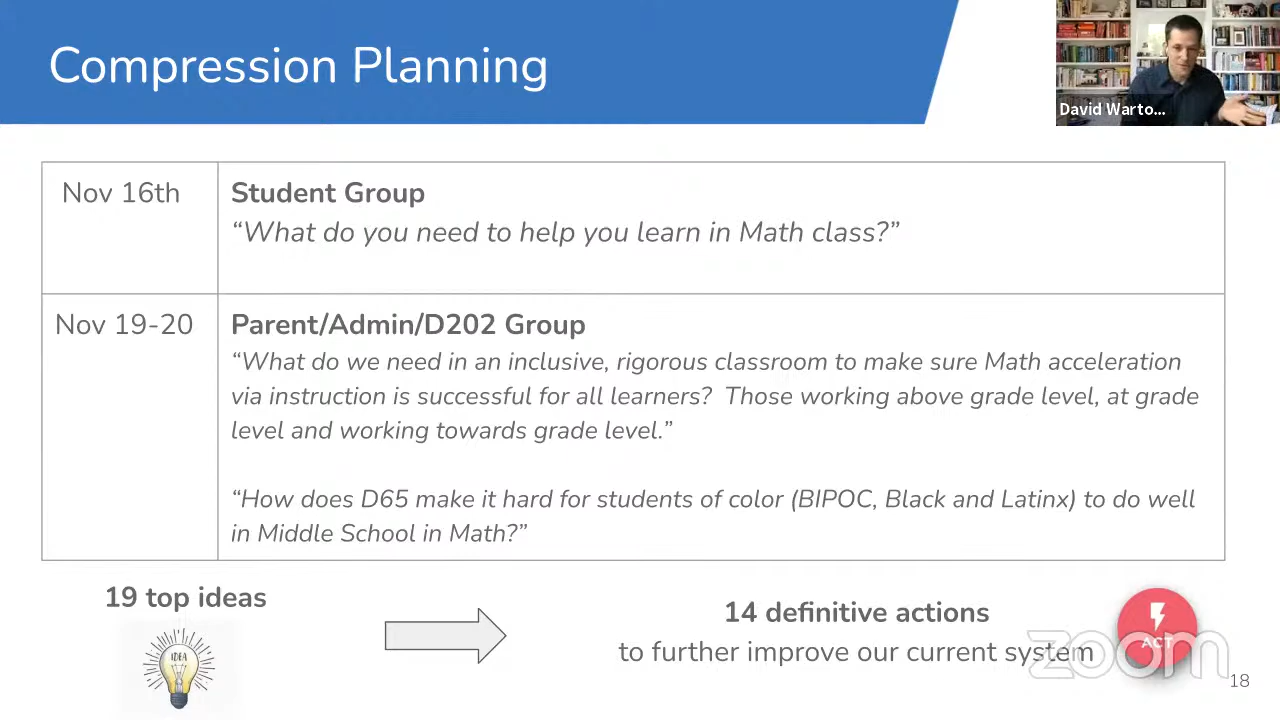 Compression Planning
David Warto...
Nov 16th
Student Group
“What do you need to help you learn in Math class?”
Nov 19-20
Parent/Admin/D202 Group
“What do we need in an inclusive, rigorous classroom to make sure Math acceleration
via instruction is successful for all learners?  Those working above grade level, at grade
level and working towards grade level.”
“How does D65 make it hard for students of color (BIPOC, Black and Latinx) to do well
in Middle School in Math?”
19 top ideas
IDEA
14 definitive actions
to further improve our current system
ACT
zoom
18